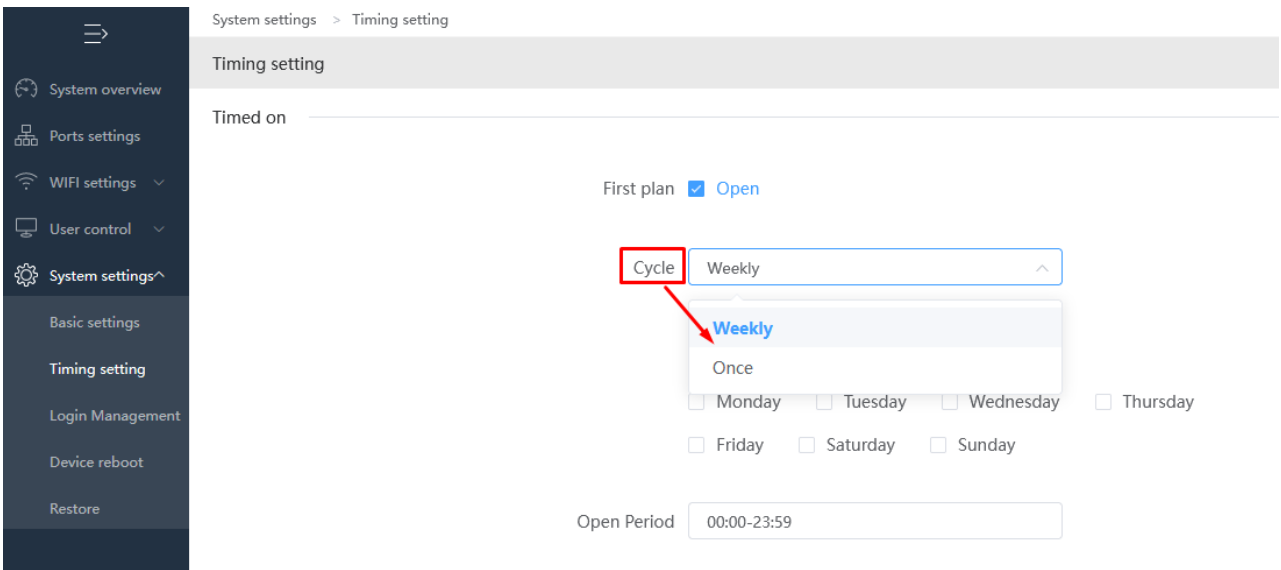 System settings > Timing setting
Timing setting
Timed on
System overview
Ports settings
WIFI settings
User control
System settings
Basic settings
Timing setting
Login Management
Device reboot
Restore
First plan Open
Cycle Weekly
Weekly
Once
Monday Tuesday Wednesday Thursday
Friday Saturday Sunday
Open Period 00:00-23:59